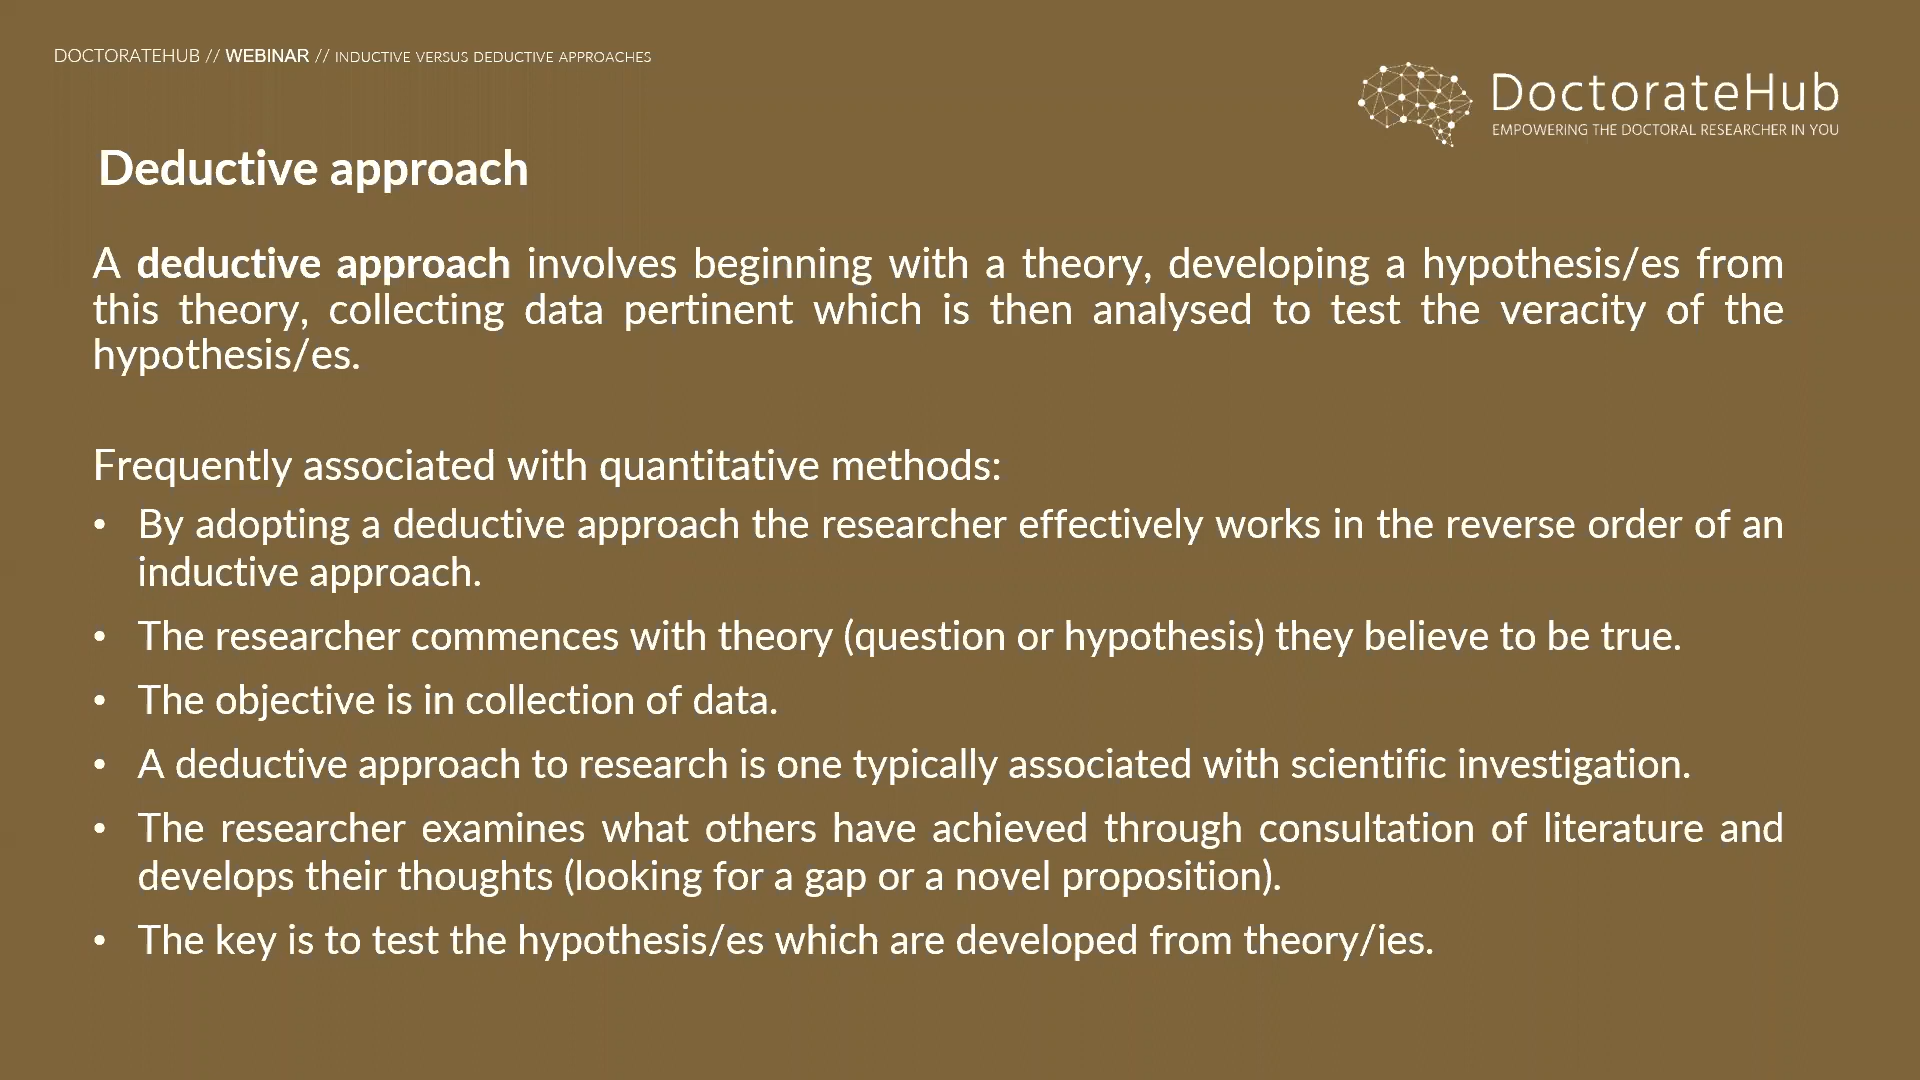 DOCTORATEHUB // WEBINAR // INDUCTIVE VERSUS DEDUCTIVE APPROACHES
DoctorateHub
EMPOWERING THE DOCTORAL RESEARCHER IN YOU
Deductive approach
A deductive approach involves beginning with a theory, developing a hypothesis/es from
this theory, collecting data pertinent which is then analysed to test the veracity of the
hypothesis/es.
Frequently associated with quantitative methods:
• By adopting a deductive approach the researcher effectively works in the reverse order of an
inductive approach.
• The researcher commences with theory (question or hypothesis) they believe to be true.
• The objective is in collection of data.
• A deductive approach to research is one typically associated with scientific investigation.
• The researcher examines what others have achieved through consultation of literature and
develops their thoughts (looking for a gap or a novel proposition).
• The key is to test the hypothesis/es which are developed from theory/ies.